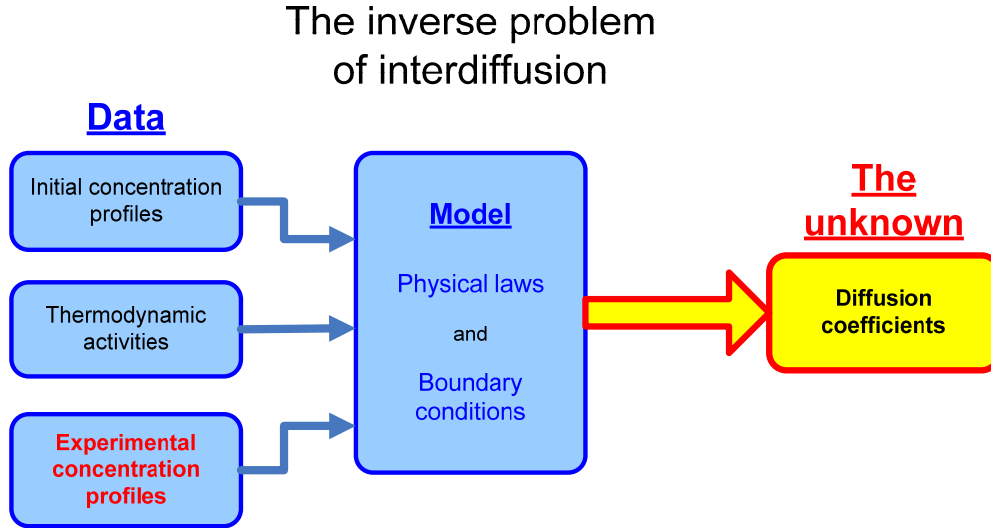 The inverse problem
of interdiffusion
Data
Initial concentration
profiles
Thermodynamic
activities
Experimental
concentration
profiles
Model
Physical laws
and
Boundary
conditions
The
unknown
Diffusion
coefficients